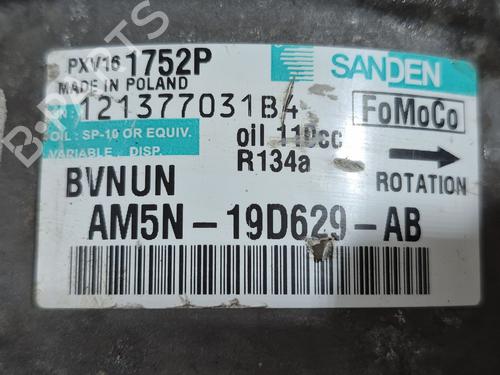 PXV16 1752P
SANDEN
MADE IN POLAND
121377031B4
FoMoCo
OIL: SP-10 OR EQUIV.
oil 110cc
VARIABLE DISP.
R134a
ROTATION
BVNUN
AM5N-19D629-AB